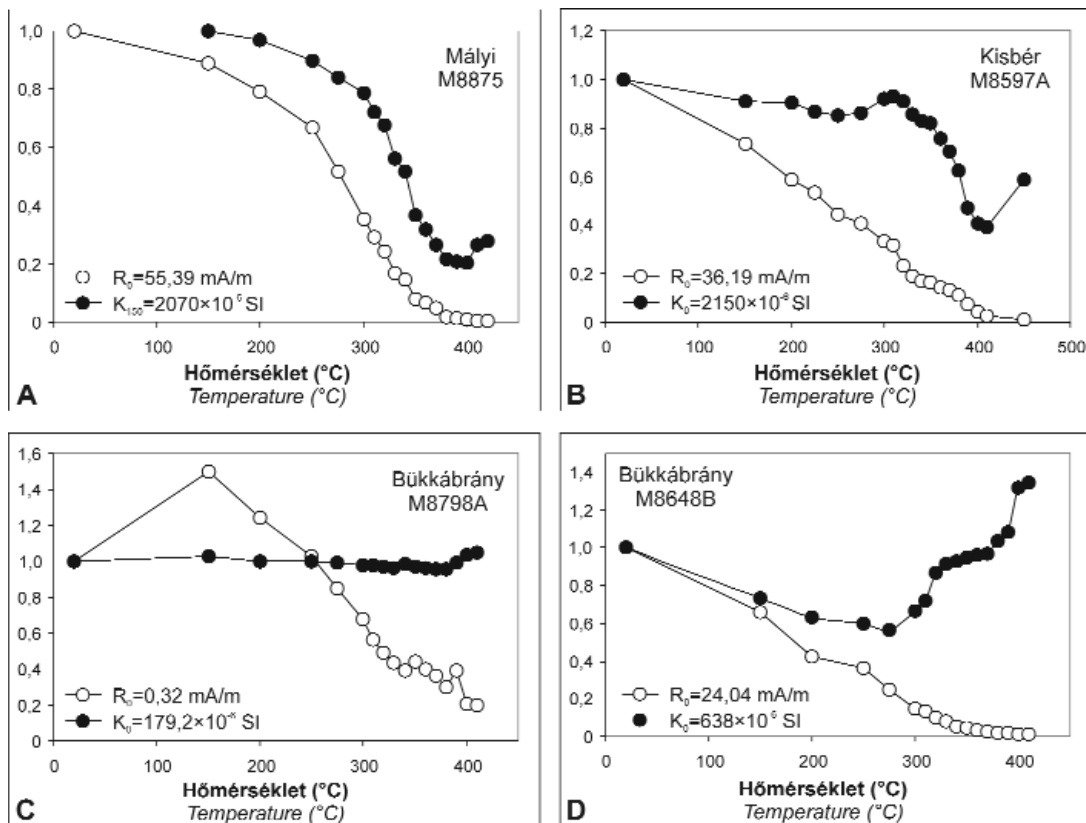 1,0
0,8
0,6
0,4
0,2
0
Mályi
M8875
R₀=55,39 mA/m
K₁₅₀=2070×10⁻⁶ SI
0 100 200 300 400
Hőmérséklet (°C)
Temperature (°C)
A
1,2
1,0
0,8
0,6
0,4
0,2
0
Kisbér
M8597A
R₀=36,19 mA/m
K₀=2150×10⁻⁶ SI
0 100 200 300 400 500
Hőmérséklet (°C)
Temperature (°C)
B
1,6
1,4
1,2
1,0
0,8
0,6
0,4
0,2
0
Bükkábrány
M8798A
R₀=0,32 mA/m
K₀=179,2×10⁻⁶ SI
0 100 200 300 400
Hőmérséklet (°C)
Temperature (°C)
C
1,4
1,2
1,0
0,8
0,6
0,4
0,2
0
Bükkábrány
M8648B
R₀=24,04 mA/m
K₀=638×10⁻⁶ SI
0 100 200 300 400
Hőmérséklet (°C)
Temperature (°C)
D